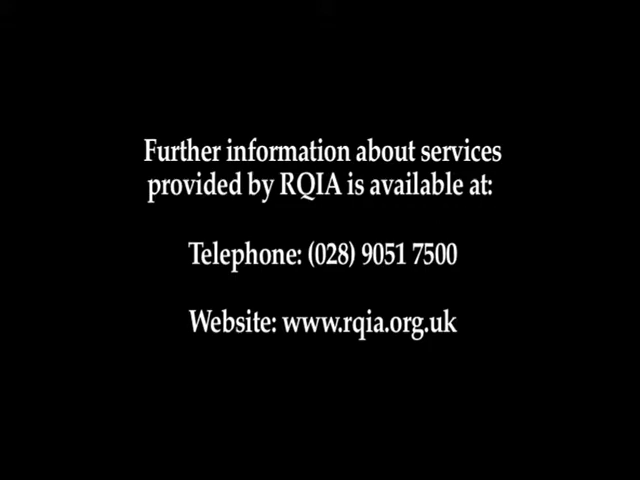 Further information about services
provided by RQIA is available at:
Telephone: (028) 9051 7500
Website: www.rqia.org.uk